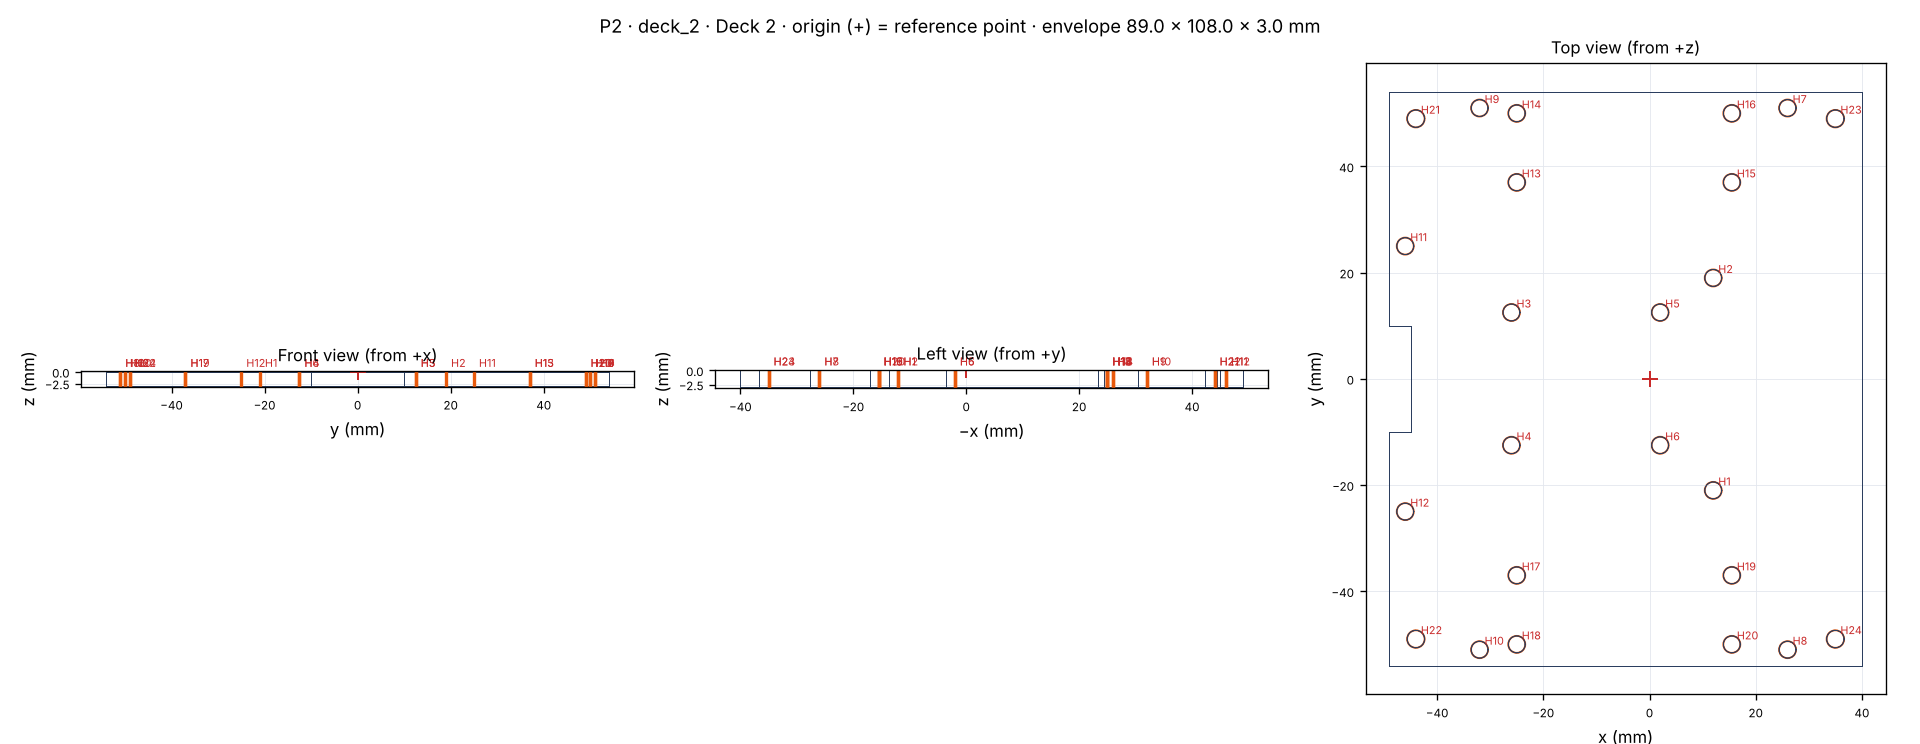 P2 · deck_2 · Deck 2 · origin (+) = reference point · envelope 89.0 × 108.0 × 3.0 mm
Top view (from +z)
H21 H9 H14 H16 H7 H23
H13 H15
H11
H2
H3 H5
H4 H6
H1
H12
H17 H19
H22 H10 H18 H20 H8 H24
40
20
0
−20
−40
y (mm)
−40 −20 0 20 40
x (mm)
Front view (from +x)
H12 H1 H2 H11
0.0
−2.5
z (mm)
−40 −20 0 20 40
y (mm)
Left view (from +y)
0.0
−2.5
z (mm)
−40 −20 0 20 40
−x (mm)